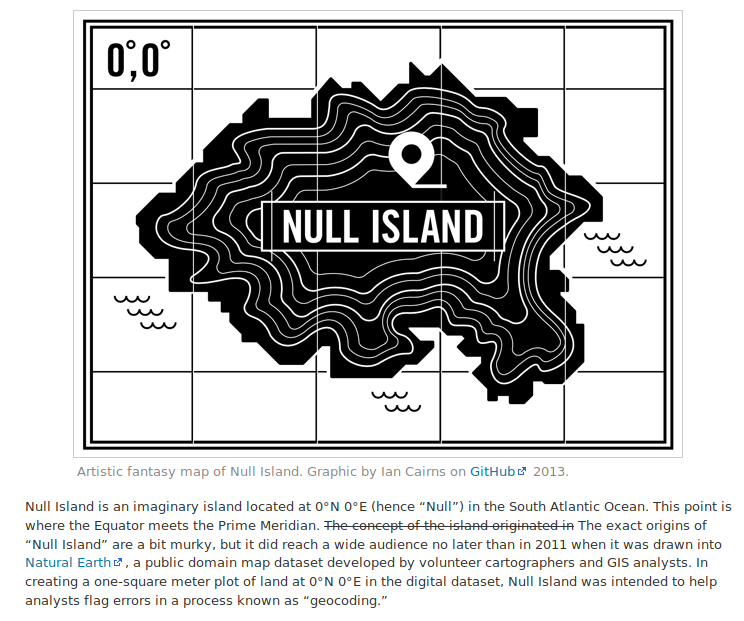 0°,0°
NULL ISLAND
Artistic fantasy map of Null Island. Graphic by Ian Cairns on GitHub 2013.
Null Island is an imaginary island located at 0°N 0°E (hence “Null”) in the South Atlantic Ocean. This point is
where the Equator meets the Prime Meridian. The concept of the island originated in The exact origins of
“Null Island” are a bit murky, but it did reach a wide audience no later than in 2011 when it was drawn into
Natural Earth , a public domain map dataset developed by volunteer cartographers and GIS analysts. In
creating a one-square meter plot of land at 0°N 0°E in the digital dataset, Null Island was intended to help
analysts flag errors in a process known as “geocoding.”